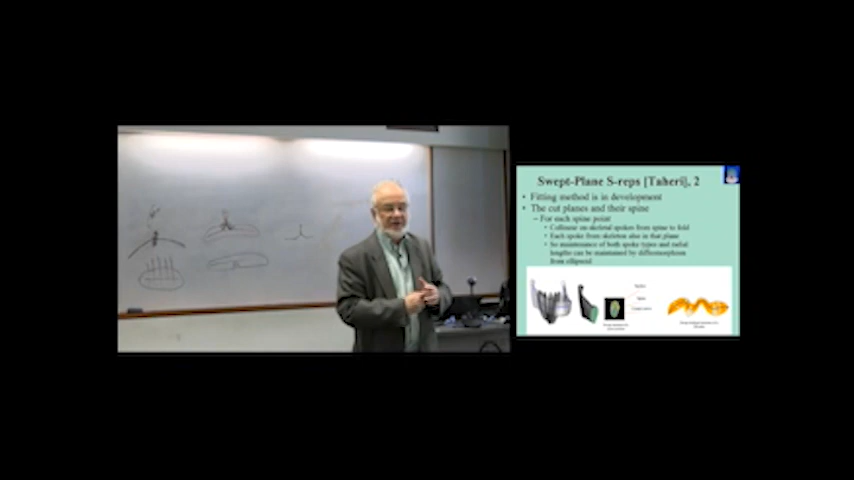 Swept-Plane S-reps [Taheri], 2
• Fitting method is in development
• The cut planes and their spine
– For each spine point
• Collinear on skeletal spokes from spine to fold
• Each spoke from skeleton also in that plane
• So maintenance of both spoke types and radial
lengths can be maintained by diffeomorphism
from ellipsoid